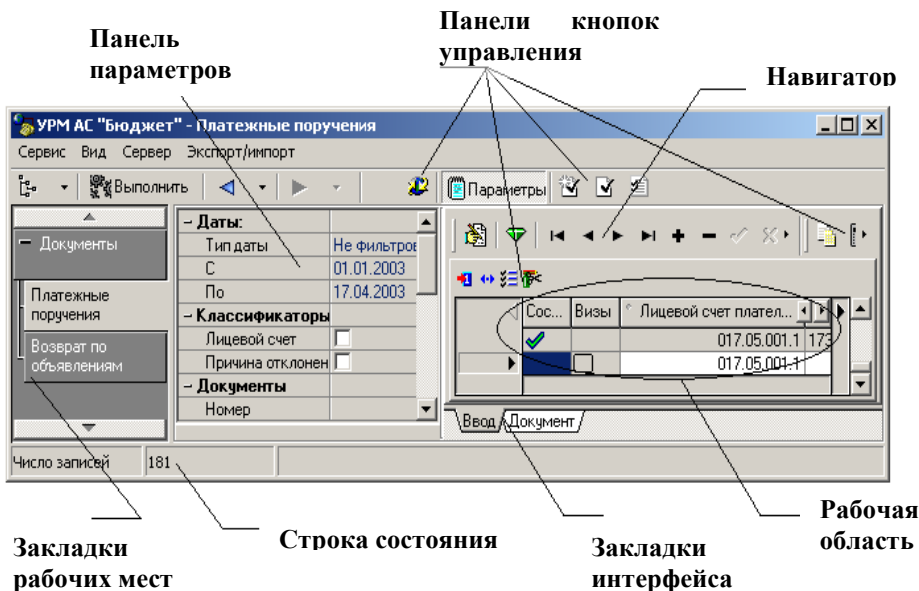 Панели кнопок
управления
Панель
параметров
Навигатор
УРМ АС "Бюджет" - Платежные поручения
Сервис Вид Сервер Экспорт/импорт
Выполнить Параметры
Документы
Платежные
поручения
Возврат по
объявлениям
- Даты:
Тип даты Не фильтров
С 01.01.2003
По 17.04.2003
- Классификаторы
Лицевой счет
Причина отклонен
- Документы
Номер
Сос... Визы Лицевой счет плател...
017.05.001.1 173
017.05.001.1
Ввод Документ
Число записей 181
Закладки
рабочих мест
Строка состояния
Закладки
интерфейса
Рабочая
область